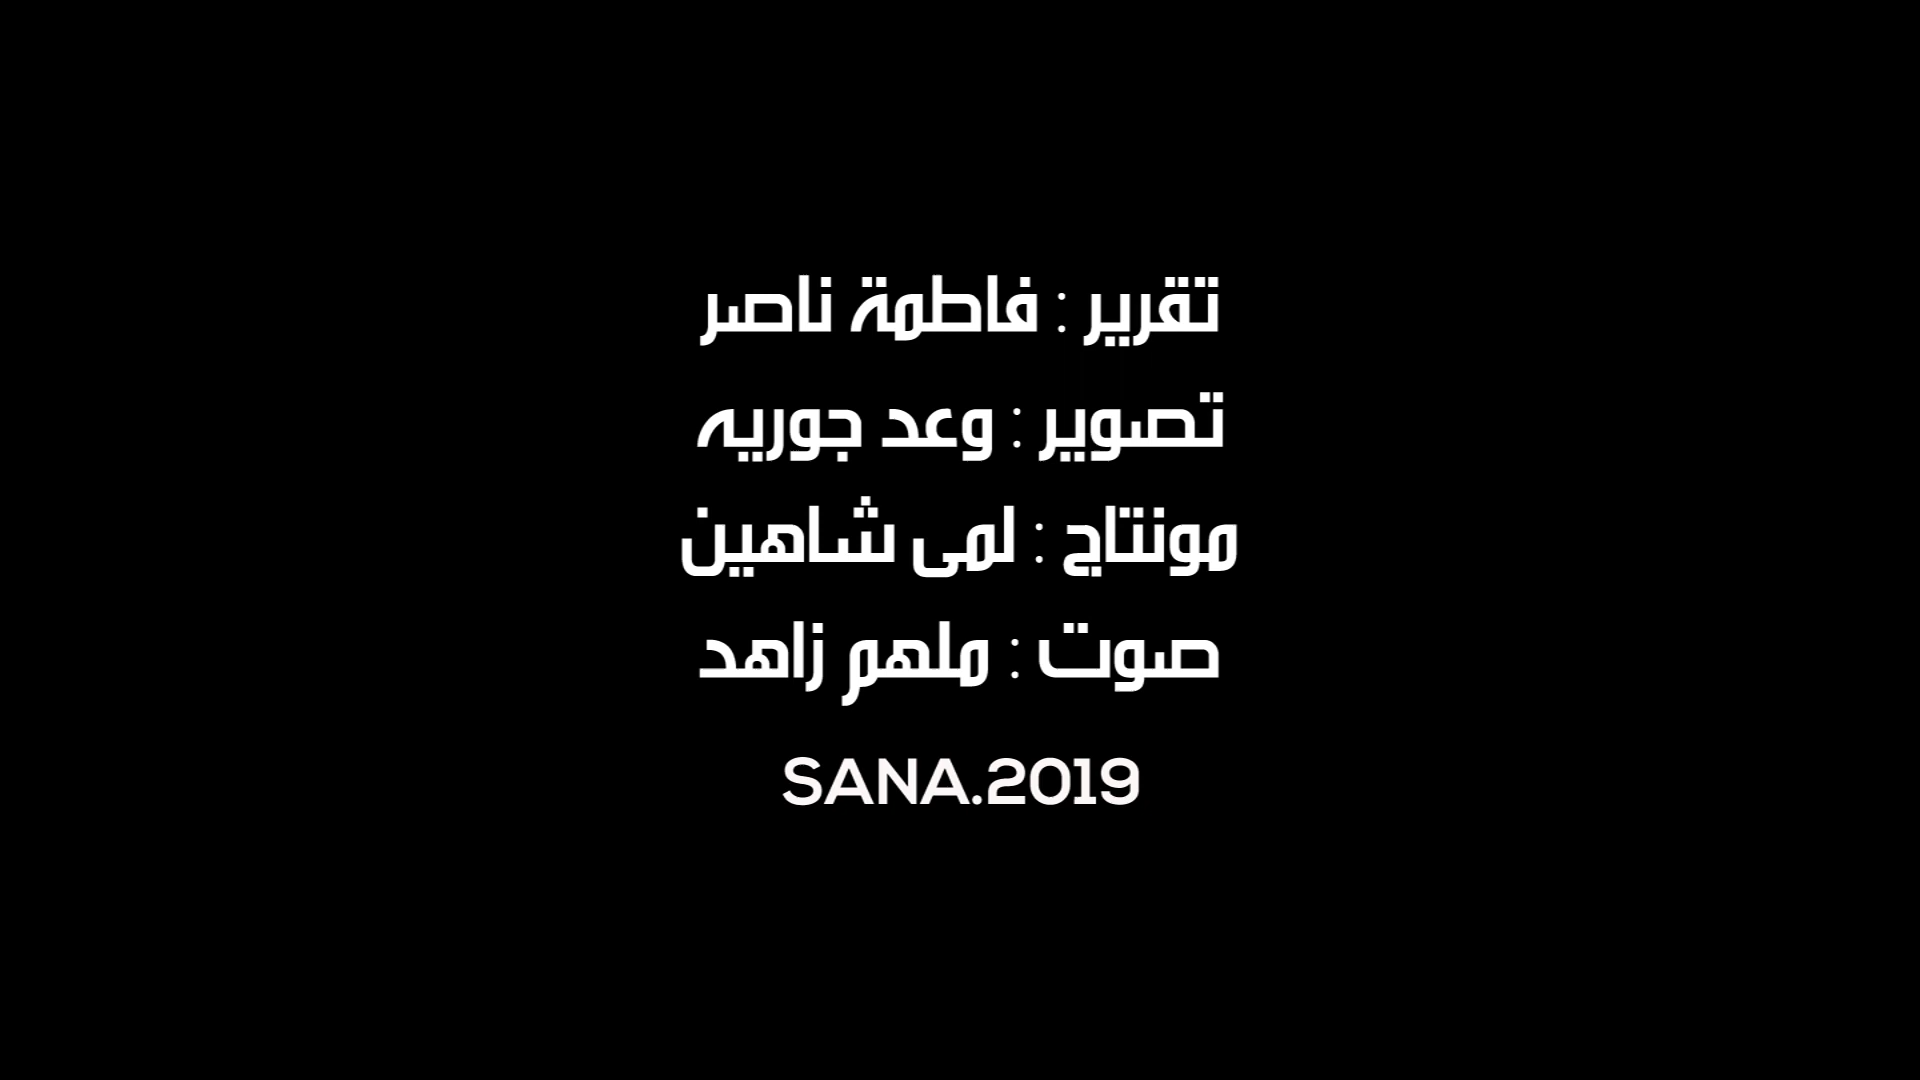 تقرير : فاطمة ناصر
تصوير : وعد جوريه
مونتاج : لمى شاهين
صوت : ملهم زاهد
SANA.2019